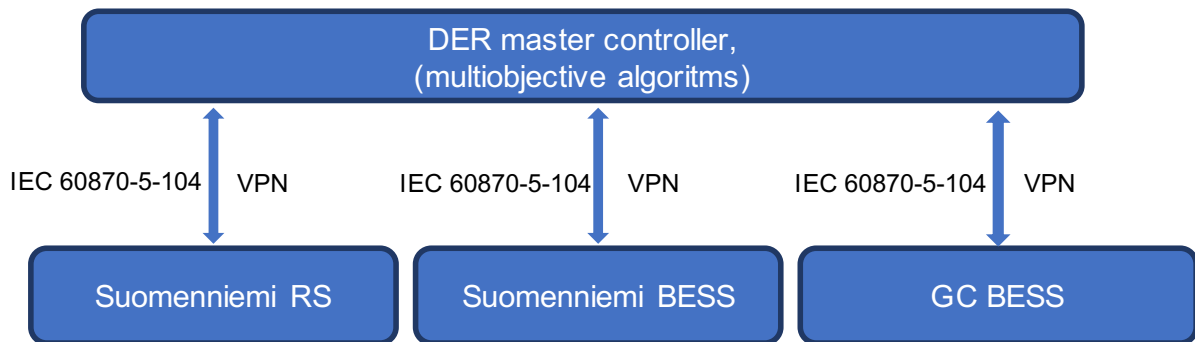 DER master controller,
(multiobjective algoritms)
IEC 60870-5-104 VPN
IEC 60870-5-104 VPN
IEC 60870-5-104 VPN
Suomenniemi RS
Suomenniemi BESS
GC BESS